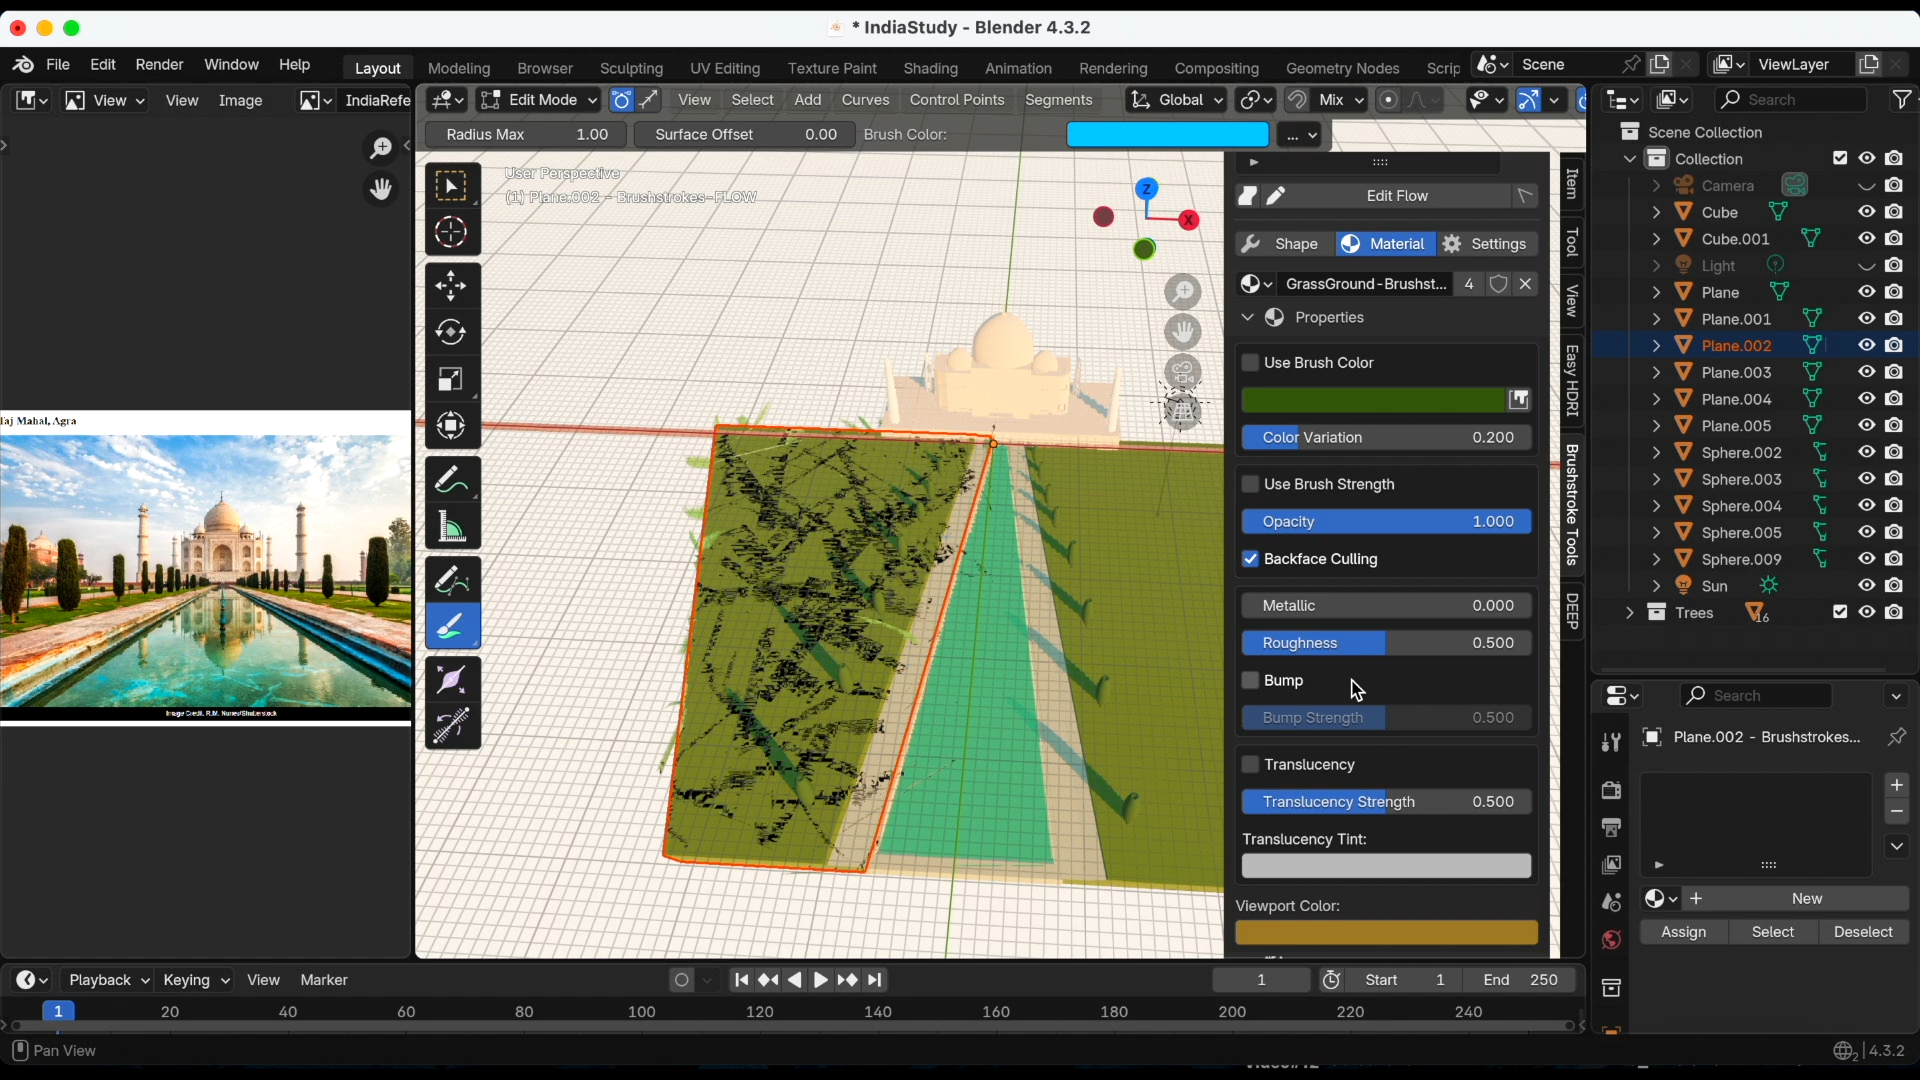 * IndiaStudy - Blender 4.3.2
File Edit Render Window Help
Layout Modeling Browser Sculpting UV Editing Texture Paint Shading Animation Rendering Compositing Geometry Nodes Scrip
Scene ViewLayer
View View Image IndiaRefe
Edit Mode View Select Add Curves Control Points Segments Global Mix
Search
Radius Max 1.00 Surface Offset 0.00 Brush Color: ...
User Perspective
(1) Plane.002 - Brushstrokes-FLOW
Z
X
Taj Mahal, Agra
Image Credit, R.M. Nunes/Shutterstock
Edit Flow
Shape Material Settings
GrassGround-Brushst... 4
Properties
Use Brush Color
Color Variation 0.200
Use Brush Strength
Opacity 1.000
Backface Culling
Metallic 0.000
Roughness 0.500
Bump
Bump Strength 0.500
Translucency
Translucency Strength 0.500
Translucency Tint:
Viewport Color:
Item
Tool
View
Easy HDRI
Brushstroke Tools
DEEP
Scene Collection
Collection
Camera
Cube
Cube.001
Light
Plane
Plane.001
Plane.002
Plane.003
Plane.004
Plane.005
Sphere.002
Sphere.003
Sphere.004
Sphere.005
Sphere.009
Sun
Trees 16
Search
Plane.002 - Brushstrokes...
New
Assign Select Deselect
Playback Keying View Marker
1 Start 1 End 250
1 20 40 60 80 100 120 140 160 180 200 220 240
Pan View
2 4.3.2